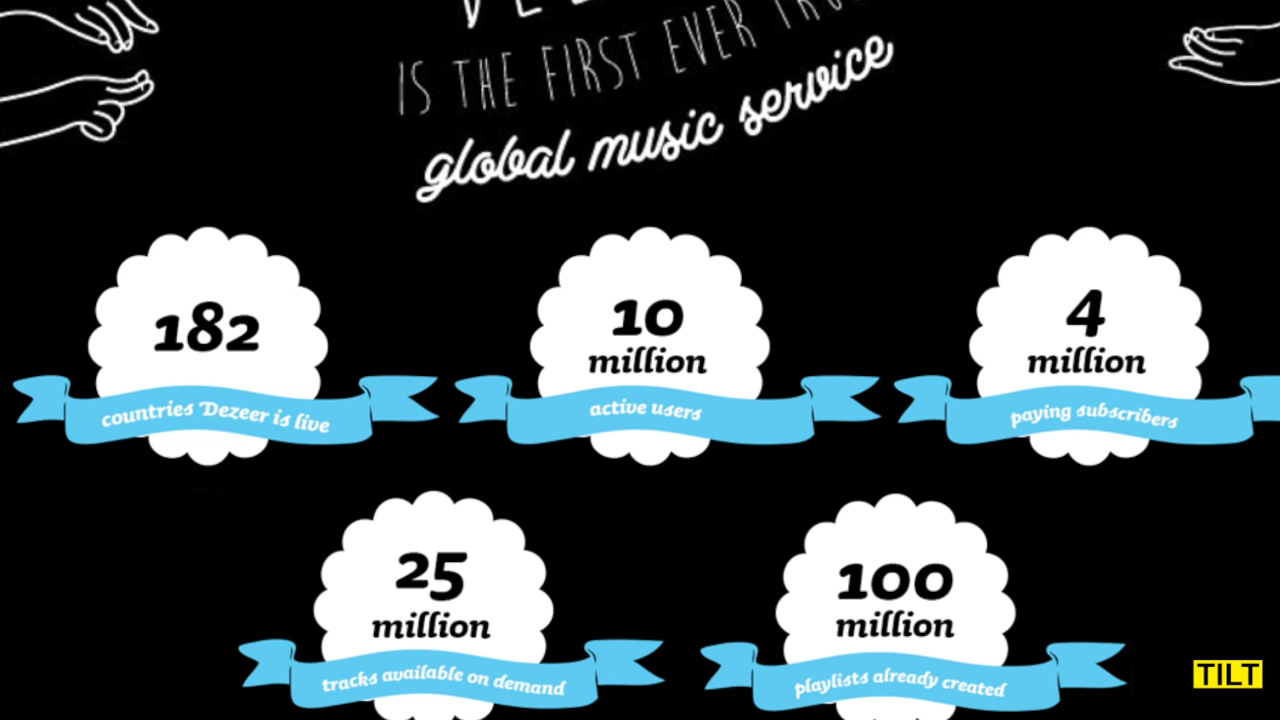 IS THE FIRST EVER
global music service
182
countries Dezeer is live
10
million
active users
4
million
paying subscribers
25
million
tracks available on demand
100
million
playlists already created
TILT